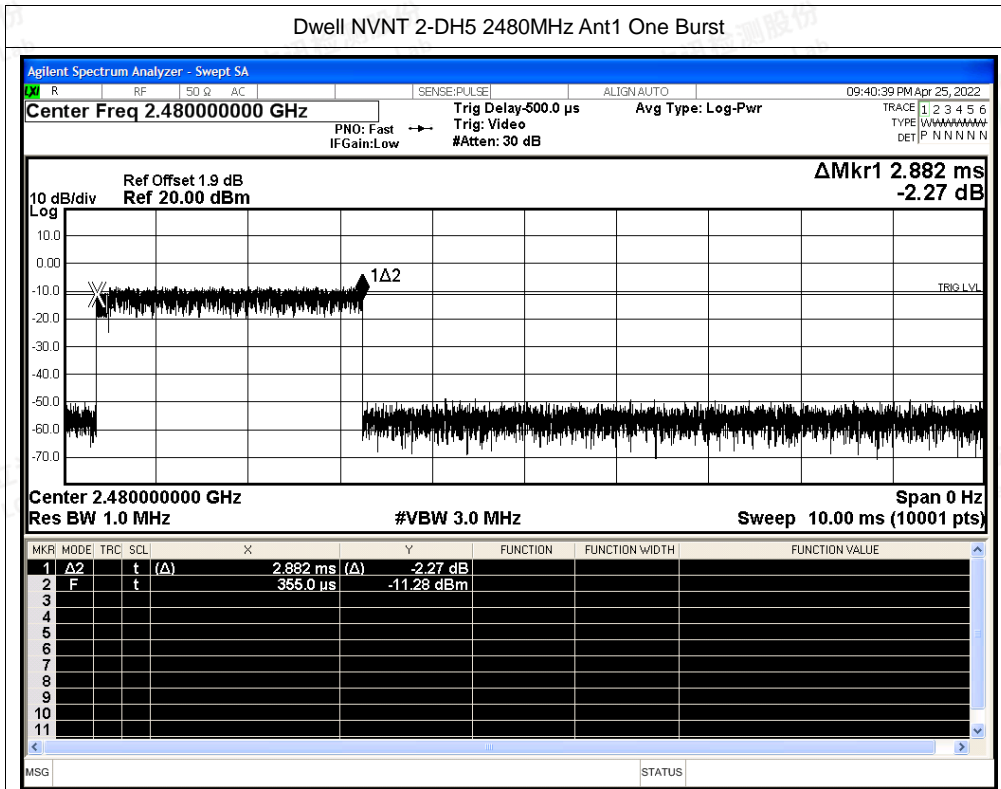 Dwell NVNT 2-DH5 2480MHz Ant1 One Burst
Agilent Spectrum Analyzer - Swept SA
LXI R RF 50 Ω AC SENSE:PULSE ALIGN AUTO 09:40:39 PM Apr 25, 2022
Center Freq 2.480000000 GHz Trig Delay-500.0 µs Avg Type: Log-Pwr TRACE 1 2 3 4 5 6
PNO: Fast Trig: Video TYPE WWWWWW
IFGain:Low #Atten: 30 dB DET P N N N N N
ΔMkr1 2.882 ms
Ref Offset 1.9 dB
10 dB/div Ref 20.00 dBm -2.27 dB
Log
10.0
0.00
1Δ2
-10.0 TRIG LVL
-20.0
-30.0
-40.0
-50.0
-60.0
-70.0
Center 2.480000000 GHz Span 0 Hz
Res BW 1.0 MHz #VBW 3.0 MHz Sweep 10.00 ms (10001 pts)
MKR MODE TRC SCL X Y FUNCTION FUNCTION WIDTH FUNCTION VALUE
1 Δ2 t (Δ) 2.882 ms (Δ) -2.27 dB
2 F t 355.0 µs -11.28 dBm
3
4
5
6
7
8
9
10
11
MSG STATUS